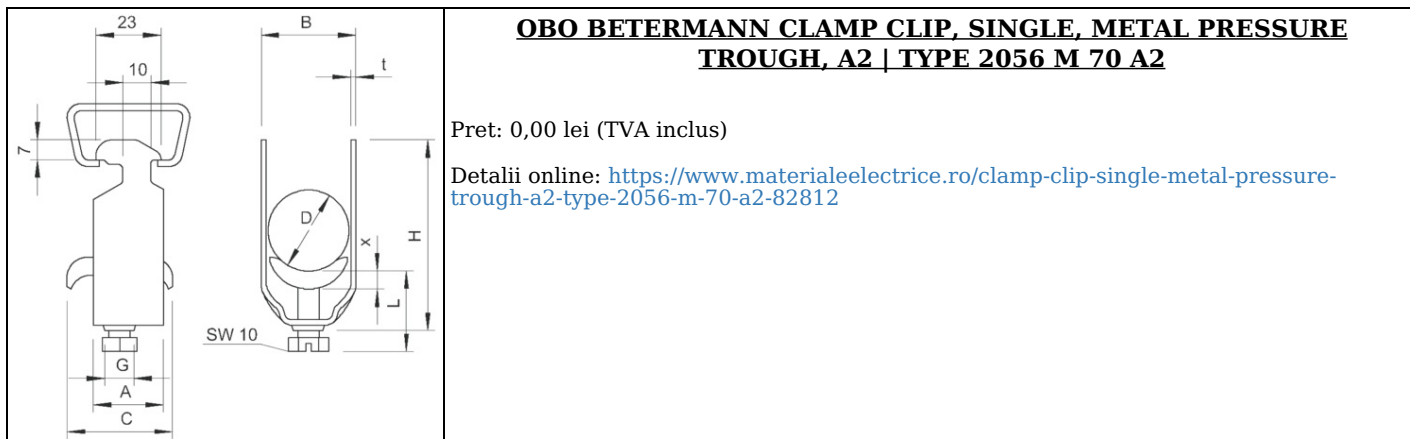 23
10
7
G
A
C
B
t
D
x
H
L
SW 10
OBO BETERMANN CLAMP CLIP, SINGLE, METAL PRESSURE
TROUGH, A2 | TYPE 2056 M 70 A2
Pret: 0,00 lei (TVA inclus)
Detalii online: https://www.materialeelectrice.ro/clamp-clip-single-metal-pressure-
trough-a2-type-2056-m-70-a2-82812